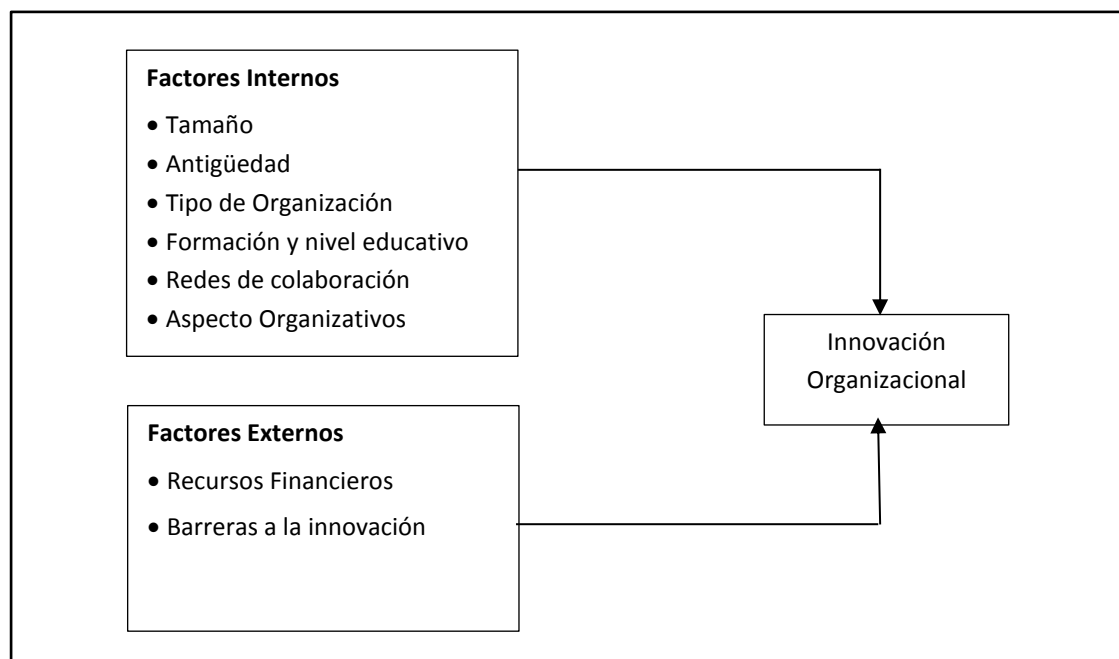 Factores Internos
• Tamaño
• Antigüedad
• Tipo de Organización
• Formación y nivel educativo
• Redes de colaboración
• Aspecto Organizativos
Innovación
Organizacional
Factores Externos
• Recursos Financieros
• Barreras a la innovación